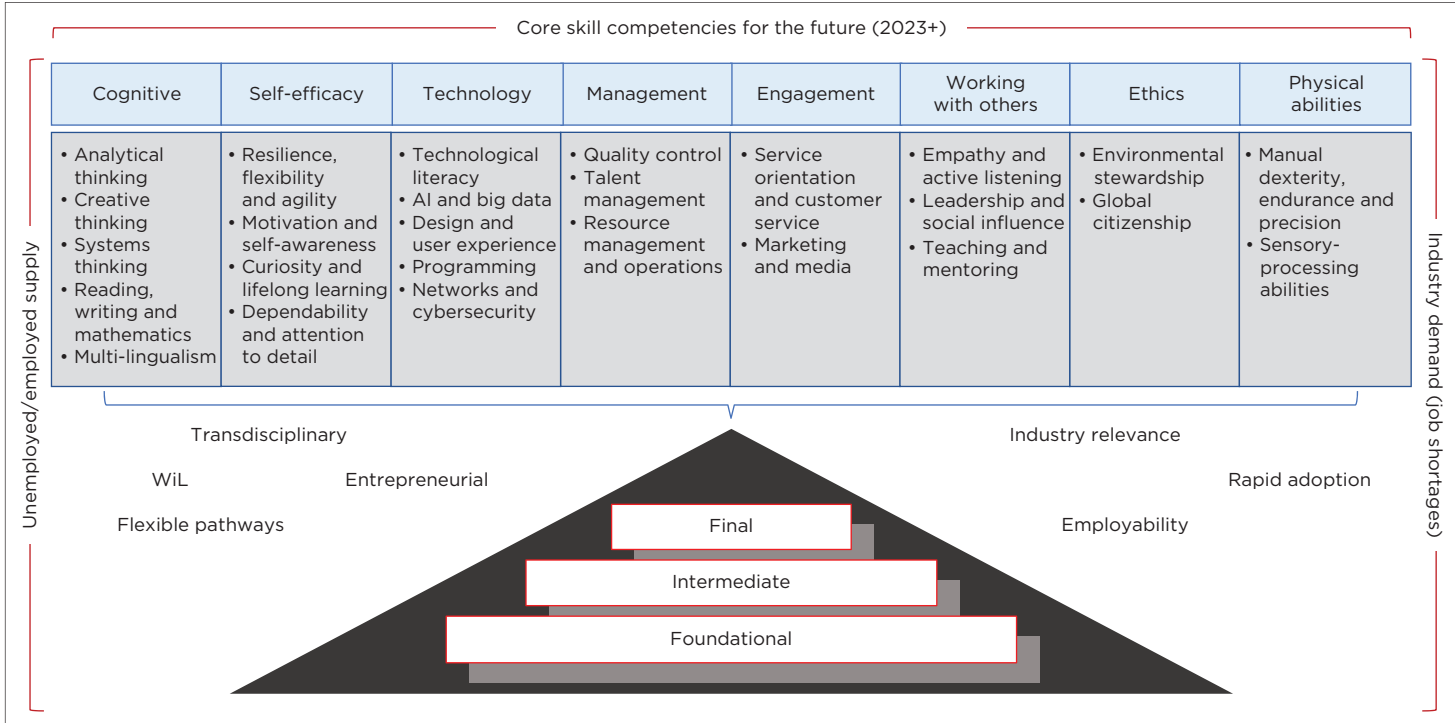 Core skill competencies for the future (2023+)
Unemployed/employed supply
Industry demand (job shortages)
Cognitive
Self-efficacy
Technology
Management
Engagement
Working
with others
Ethics
Physical
abilities
• Analytical
thinking
• Creative
thinking
• Systems
thinking
• Reading,
writing and
mathematics
• Multi-lingualism
• Resilience,
flexibility
and agility
• Motivation and
self-awareness
• Curiosity and
lifelong learning
• Dependability
and attention
to detail
• Technological
literacy
• AI and big data
• Design and
user experience
• Programming
• Networks and
cybersecurity
• Quality control
• Talent
management
• Resource
management
and operations
• Service
orientation
and customer
service
• Marketing
and media
• Empathy and
active listening
• Leadership and
social influence
• Teaching and
mentoring
• Environmental
stewardship
• Global
citizenship
• Manual
dexterity,
endurance and
precision
• Sensory-
processing
abilities
Transdisciplinary
Industry relevance
WiL
Entrepreneurial
Rapid adoption
Flexible pathways
Employability
Final
Intermediate
Foundational